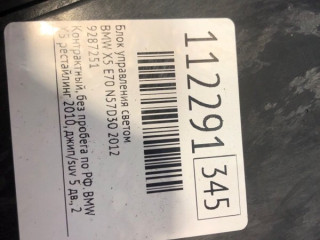 112291 345
Блок управления светом
BMW X5 E70 N57D30 2012
9287251
Контрактный, без пробега по РФ. BMW
X5 рестайлинг 2010, джип/suv 5 дв., 2